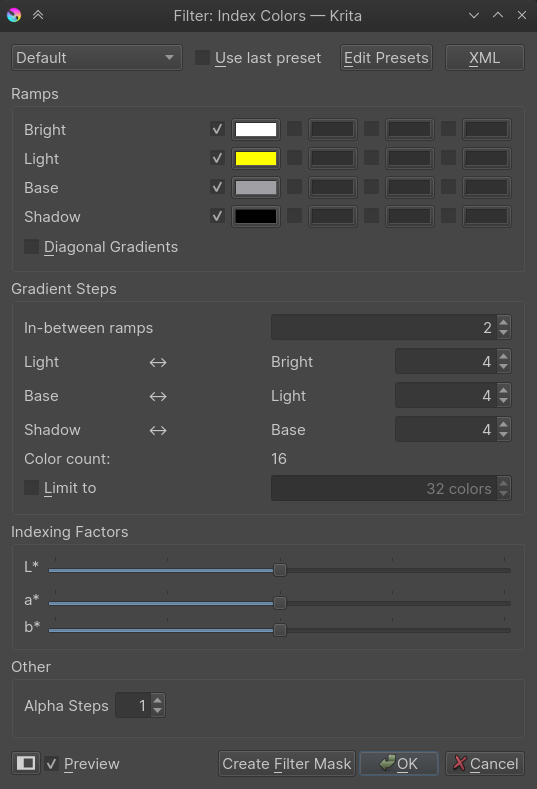 Filter: Index Colors — Krita
Default Use last preset Edit Presets XML
Ramps
Bright
Light
Base
Shadow
Diagonal Gradients
Gradient Steps
In-between ramps 2
Light ↔ Bright 4
Base ↔ Light 4
Shadow ↔ Base 4
Color count: 16
Limit to 32 colors
Indexing Factors
L*
a*
b*
Other
Alpha Steps 1
Preview Create Filter Mask OK Cancel